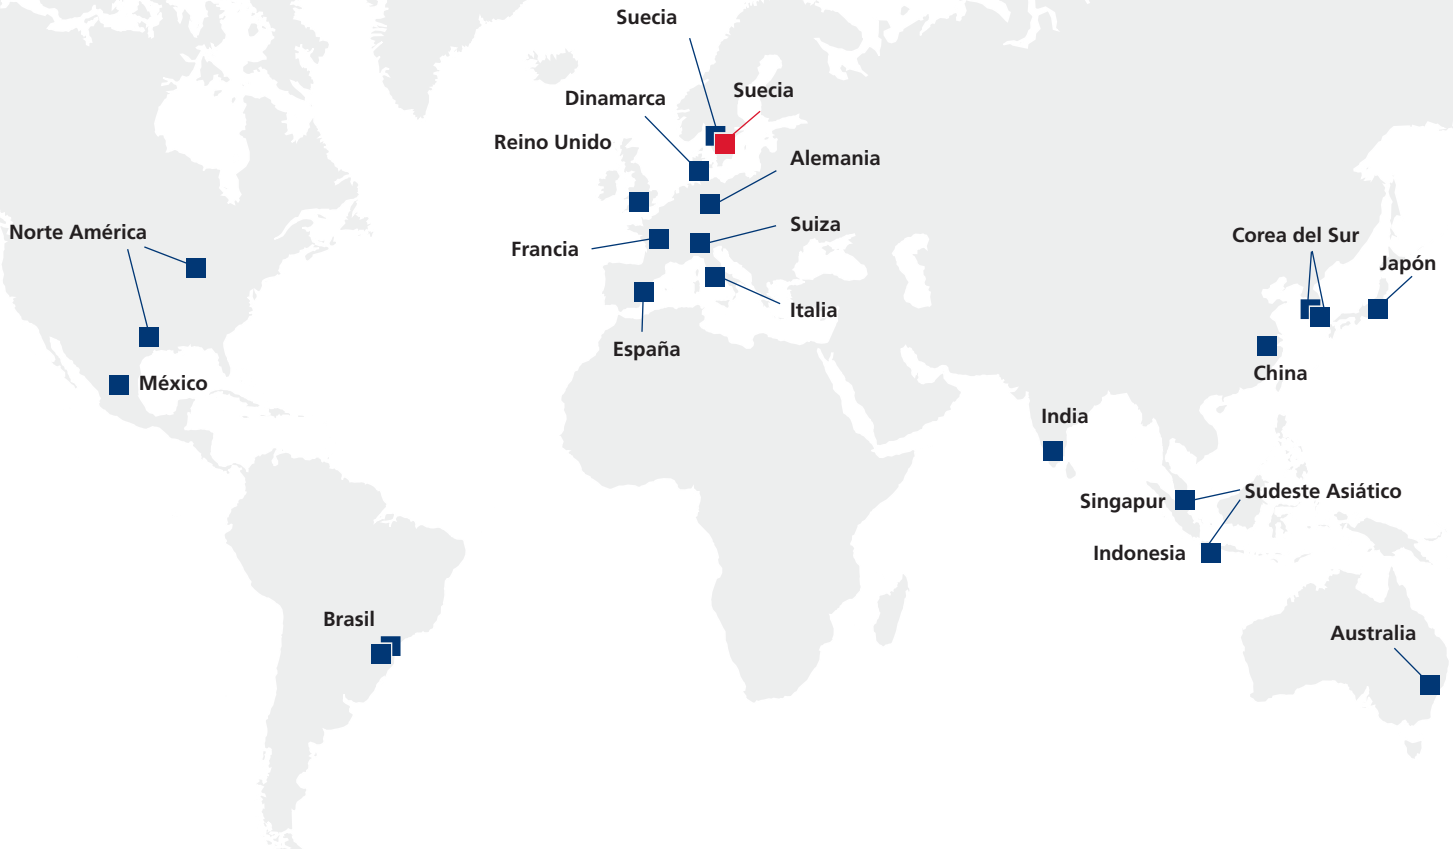 Suecia
Suecia
Dinamarca
Reino Unido
Alemania
Norte América
Suiza
Francia
Corea del Sur
Japón
Italia
España
China
México
India
Sudeste Asiático
Singapur
Indonesia
Brasil
Australia